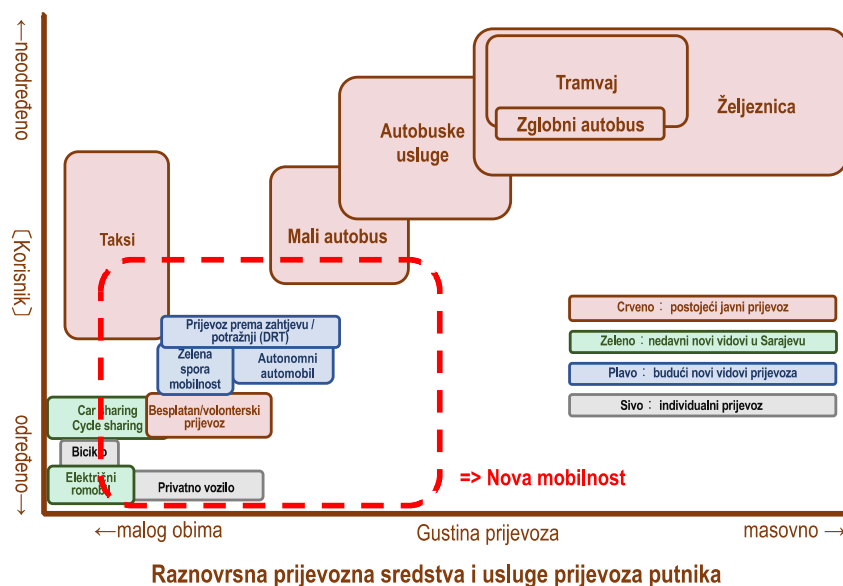 ←neodređeno
[Korisnik]
određeno→
Tramvaj
Željeznica
Zglobni autobus
Autobuske
usluge
Taksi
Mali autobus
Prijevoz prema zahtjevu /
potražnji (DRT)
Zelena
spora
mobilnost
Autonomni
automobil
Car sharing
Cycle sharing
Besplatan/volonterski
prijevoz
Bicikp
Električni
romobil
Privatno vozilo
Crveno：postojeći javni prijevoz
Zeleno：nedavni novi vidovi u Sarajevu
Plavo：budući novi vidovi prijevoza
Sivo：individualni prijevoz
=> Nova mobilnost
←malog obima
Gustina prijevoza
masovno→
Raznovrsna prijevozna sredstva i usluge prijevoza putnika